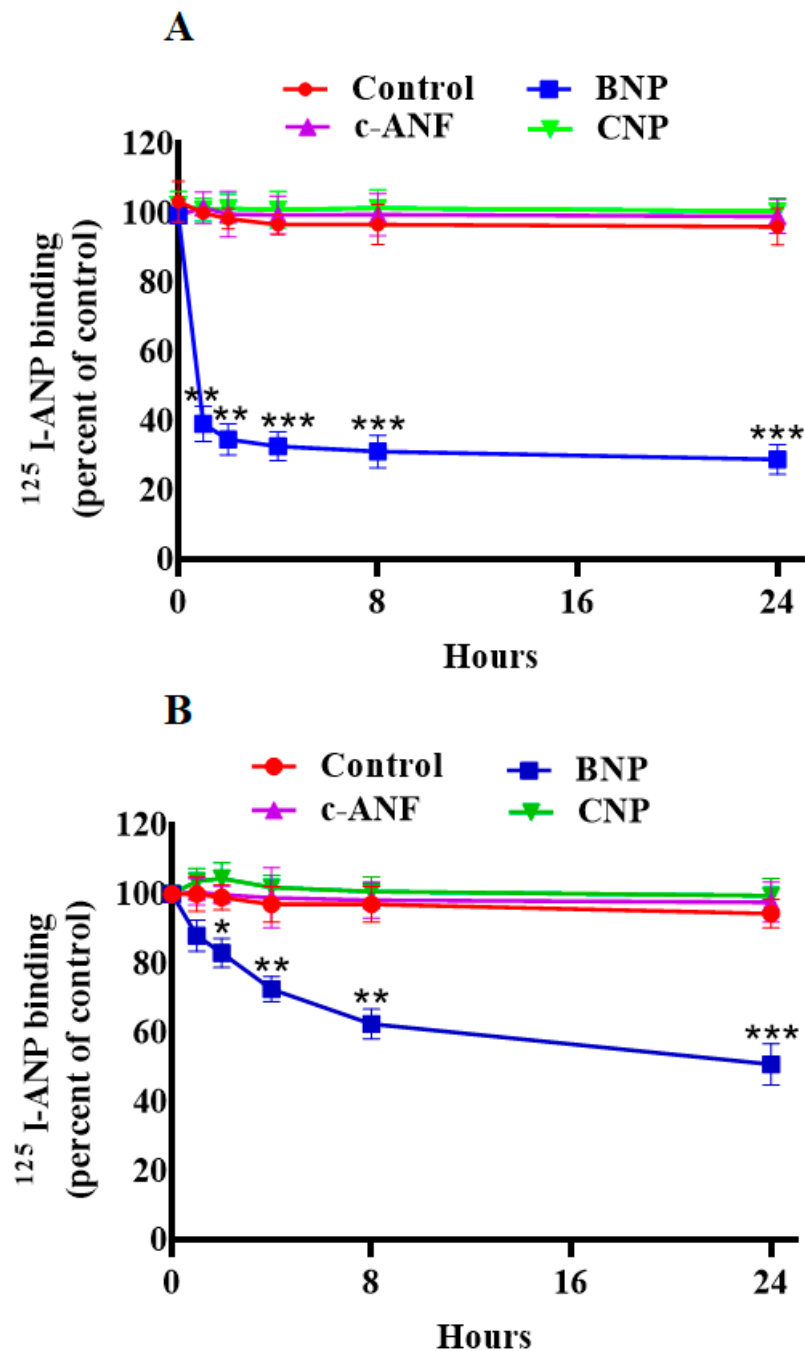 A
Control BNP
c-ANF CNP
120
100
80
60
40
20
0
125 I-ANP binding
(percent of control)
** ** *** *** ***
0 8 16 24
Hours
B
Control BNP
c-ANF CNP
120
100
80
60
40
20
0
125 I-ANP binding
(percent of control)
* ** ** ***
0 8 16 24
Hours